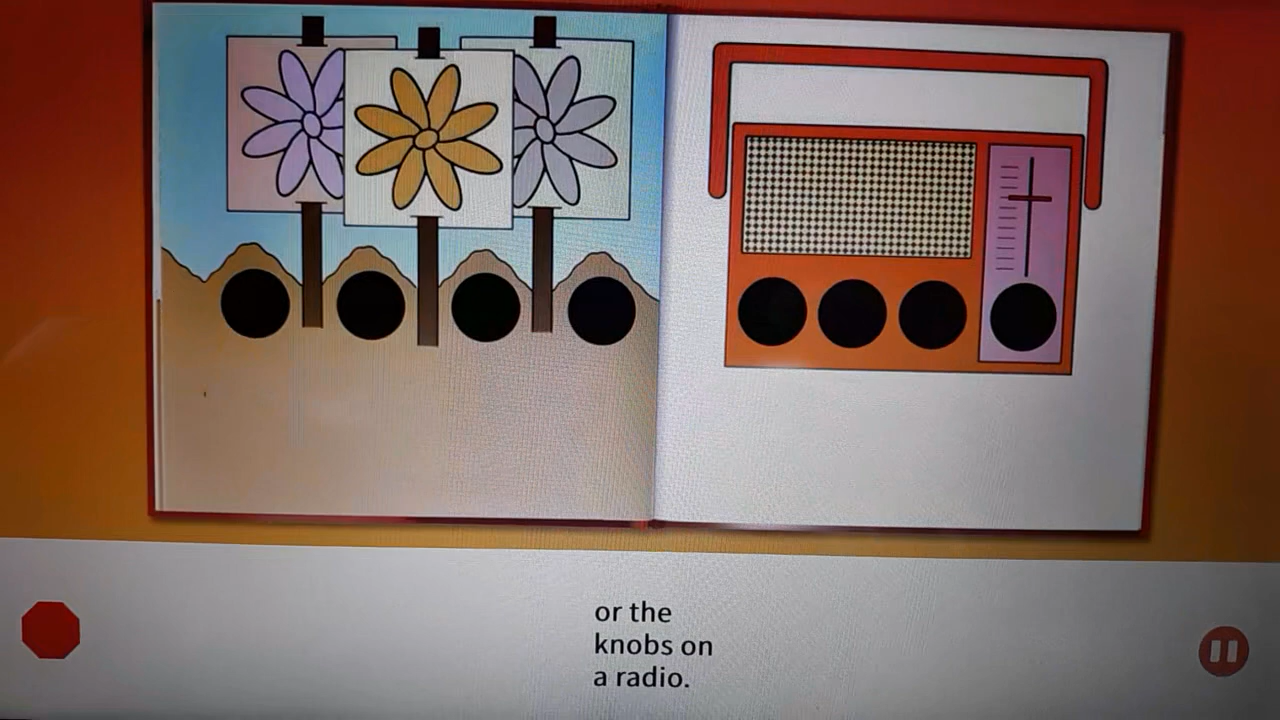 or the
knobs on
a radio.